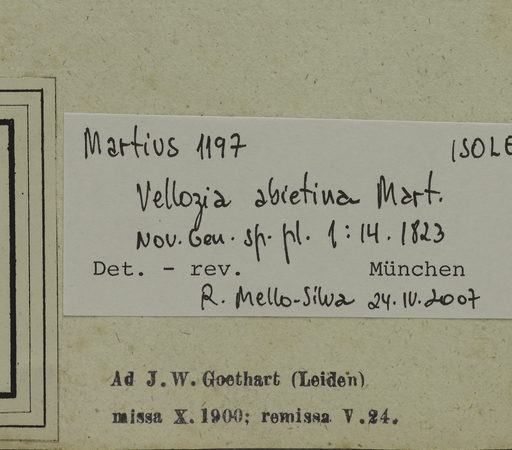 Martius 1197 ISOLE
Vellozia abietina Mart.
Nov. Gen. sp. pl. 1:14. 1823
Det. - rev. München
R. Mello-Silva 24.IV.2007
Ad J. W. Goethart (Leiden)
missa X. 1900; remissa V. 24.